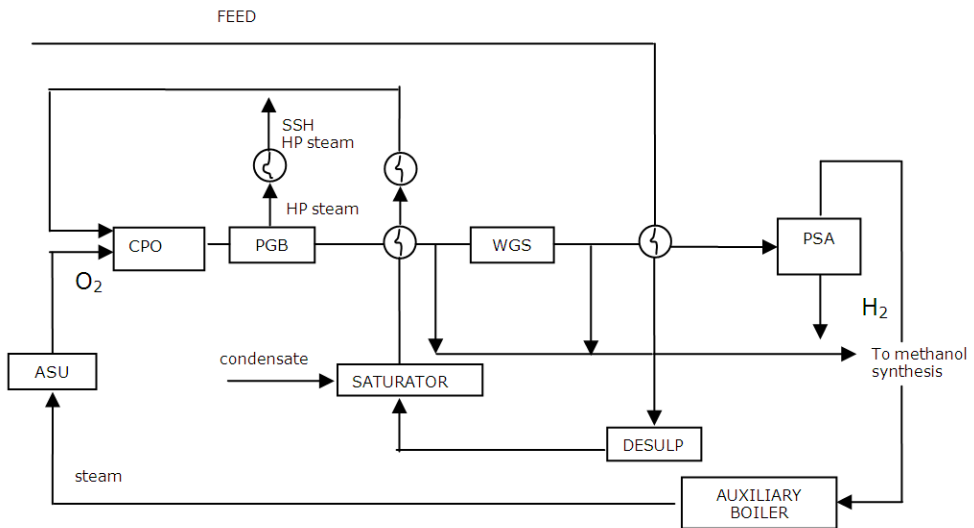 FEED
SSH
HP steam
HP steam
CPO
PGB
WGS
PSA
O₂
H₂
ASU
condensate
SATURATOR
To methanol
synthesis
DESULP
steam
AUXILIARY
BOILER